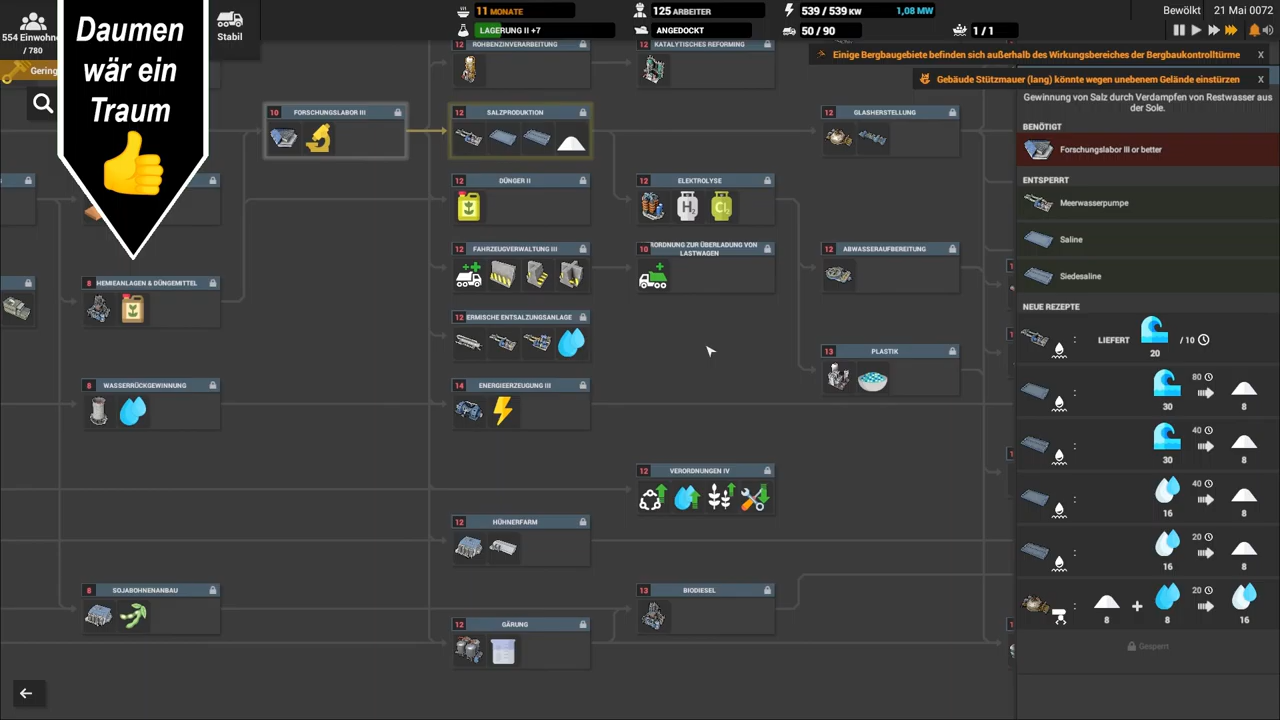 554 Einwohn
/ 780
Gering
Daumen
wär ein
Traum
Stabil
11 MONATE
LAGERUNG II +7
125 ARBEITER
ANGEDOCKT
539 / 539 KW
1,08 MW
50 / 90
1 / 1
Bewölkt
21 Mai 0072
Einige Bergbaugebiete befinden sich außerhalb des Wirkungsbereiches der Bergbaukontrolltürme X
Gebäude Stützmauer (lang) könnte wegen unebenem Gelände einstürzen X
12 ROHBENZINVERARBEITUNG
12 KATALYTISCHES REFORMING
10 FORSCHUNGSLABOR III
12 SALZPRODUKTION
12 GLASHERSTELLUNG
12 DÜNGER II
12 ELEKTROLYSE
H2
Cl2
12 FAHRZEUGVERWALTUNG III
10 RORDNUNG ZUR ÜBERLADUNG VON
LASTWAGEN
12 ABWASSERAUFBEREITUNG
8 HEMIEANLAGEN & DÜNGEMITTEL
12 ERMISCHE ENTSALZUNGSANLAGE
13 PLASTIK
8 WASSERRÜCKGEWINNUNG
14 ENERGIEERZEUGUNG III
12 VERORDNUNGEN IV
12 HÜHNERFARM
8 SOJABOHNENANBAU
13 BIODIESEL
12 GÄRUNG
Gewinnung von Salz durch Verdampfen von Restwasser aus
der Sole.
BENÖTIGT
Forschungslabor III or better
ENTSPERRT
Meerwasserpumpe
Saline
Siedesaline
NEUE REZEPTE
: LIEFERT 20 / 10
: 30 80 8
: 30 40 8
: 16 40 8
: 16 20 8
: 8 + 8 20 16
Gesperrt